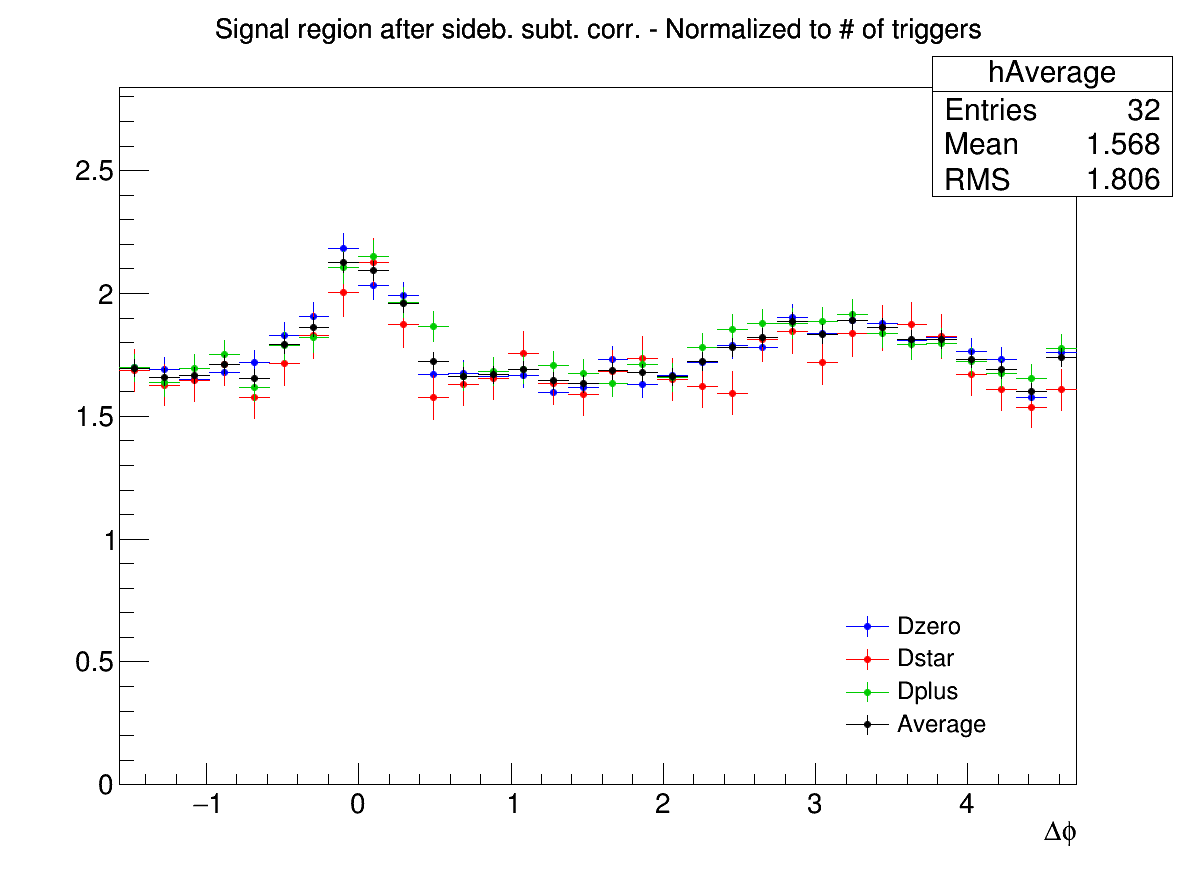 Signal region after sideb. subt. corr. - Normalized to # of triggers
hAverage
Entries 32
Mean 1.568
RMS 1.806
2.5
2
1.5
1
0.5
0
Dzero
Dstar
Dplus
Average
−1 0 1 2 3 4
Δϕ